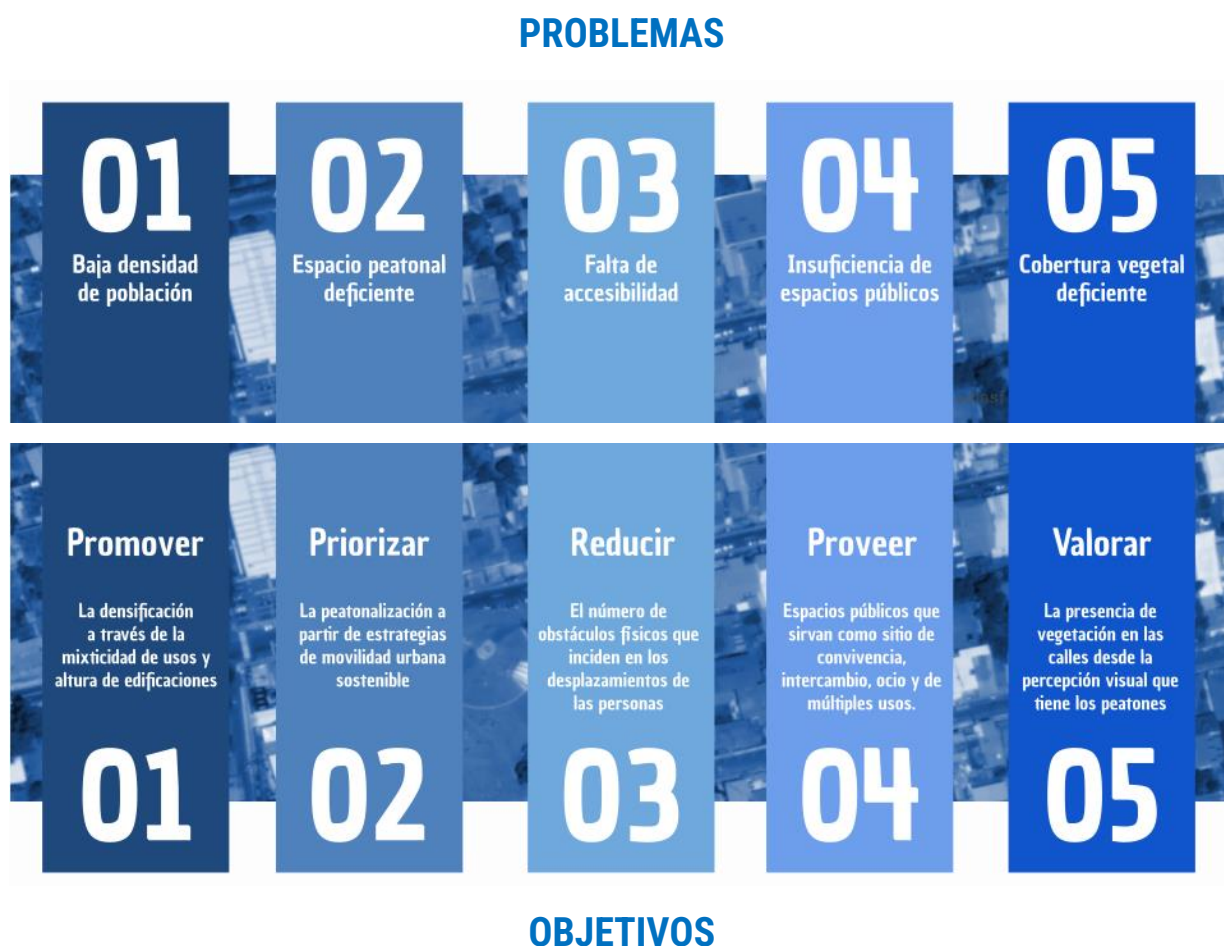 PROBLEMAS
01
Baja densidad
de población
02
Espacio peatonal
deficiente
03
Falta de
accesibilidad
04
Insuficiencia de
espacios públicos
05
Cobertura vegetal
deficiente
Promover
La densificación
a través de la
mixticidad de usos y
altura de edificaciones
01
Priorizar
La peatonalización a
partir de estrategias
de movilidad urbana
sostenible
02
Reducir
El número de
obstáculos físicos que
inciden en los
desplazamientos de
las personas
03
Proveer
Espacios públicos que
sirvan como sitio de
convivencia,
intercambio, ocio y de
múltiples usos.
04
Valorar
La presencia de
vegetación en las
calles desde la
percepción visual que
tiene los peatones
05
OBJETIVOS